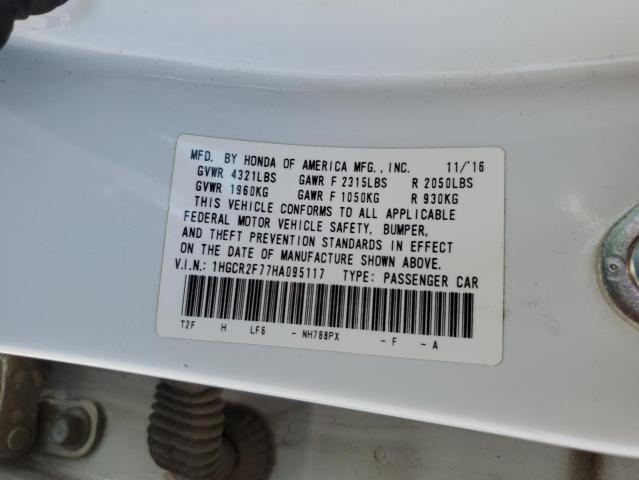 MFD. BY HONDA OF AMERICA MFG., INC. 11/'16
GVWR 4321LBS GAWR F 2315LBS R 2050LBS
GVWR 1960KG GAWR F 1050KG R 930KG
THIS VEHICLE CONFORMS TO ALL APPLICABLE
FEDERAL MOTOR VEHICLE SAFETY, BUMPER,
AND THEFT PREVENTION STANDARDS IN EFFECT
ON THE DATE OF MANUFACTURE SHOWN ABOVE.
V.I.N.: 1HGCR2F77HA095117 TYPE: PASSENGER CAR
T2F H LF6 - NH788PX - F - A